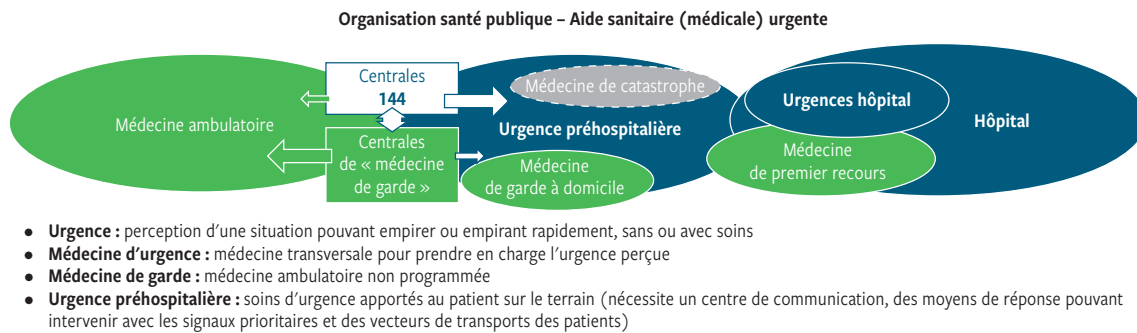 Organisation santé publique – Aide sanitaire (médicale) urgente
Centrales
144
Médecine de catastrophe
Urgences hôpital
Médecine ambulatoire
Urgence préhospitalière
Hôpital
Centrales
de « médecine
de garde »
Médecine
de garde à domicile
Médecine
de premier recours
● Urgence : perception d'une situation pouvant empirer ou empirant rapidement, sans ou avec soins
● Médecine d'urgence : médecine transversale pour prendre en charge l'urgence perçue
● Médecine de garde : médecine ambulatoire non programmée
● Urgence préhospitalière : soins d'urgence apportés au patient sur le terrain (nécessite un centre de communication, des moyens de réponse pouvant
intervenir avec les signaux prioritaires et des vecteurs de transports des patients)